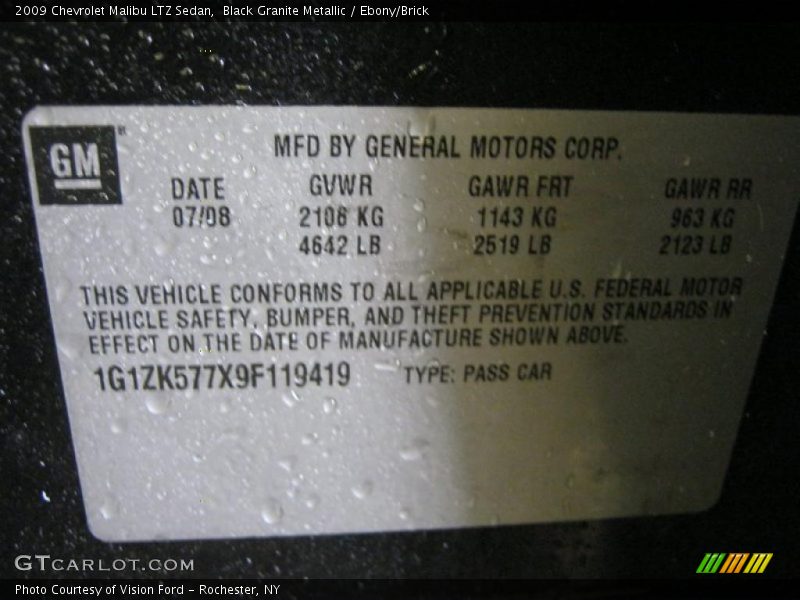 2009 Chevrolet Malibu LTZ Sedan,  Black Granite Metallic / Ebony/Brick
GM
MFD BY GENERAL MOTORS CORP.
DATE GVWR GAWR FRT GAWR RR
07/08 2106 KG 1143 KG 963 KG
4642 LB 2519 LB 2123 LB
THIS VEHICLE CONFORMS TO ALL APPLICABLE U.S. FEDERAL MOTOR
VEHICLE SAFETY, BUMPER, AND THEFT PREVENTION STANDARDS IN
EFFECT ON THE DATE OF MANUFACTURE SHOWN ABOVE.
1G1ZK577X9F119419 TYPE: PASS CAR
GTCARLOT.COM
Photo Courtesy of Vision Ford - Rochester, NY